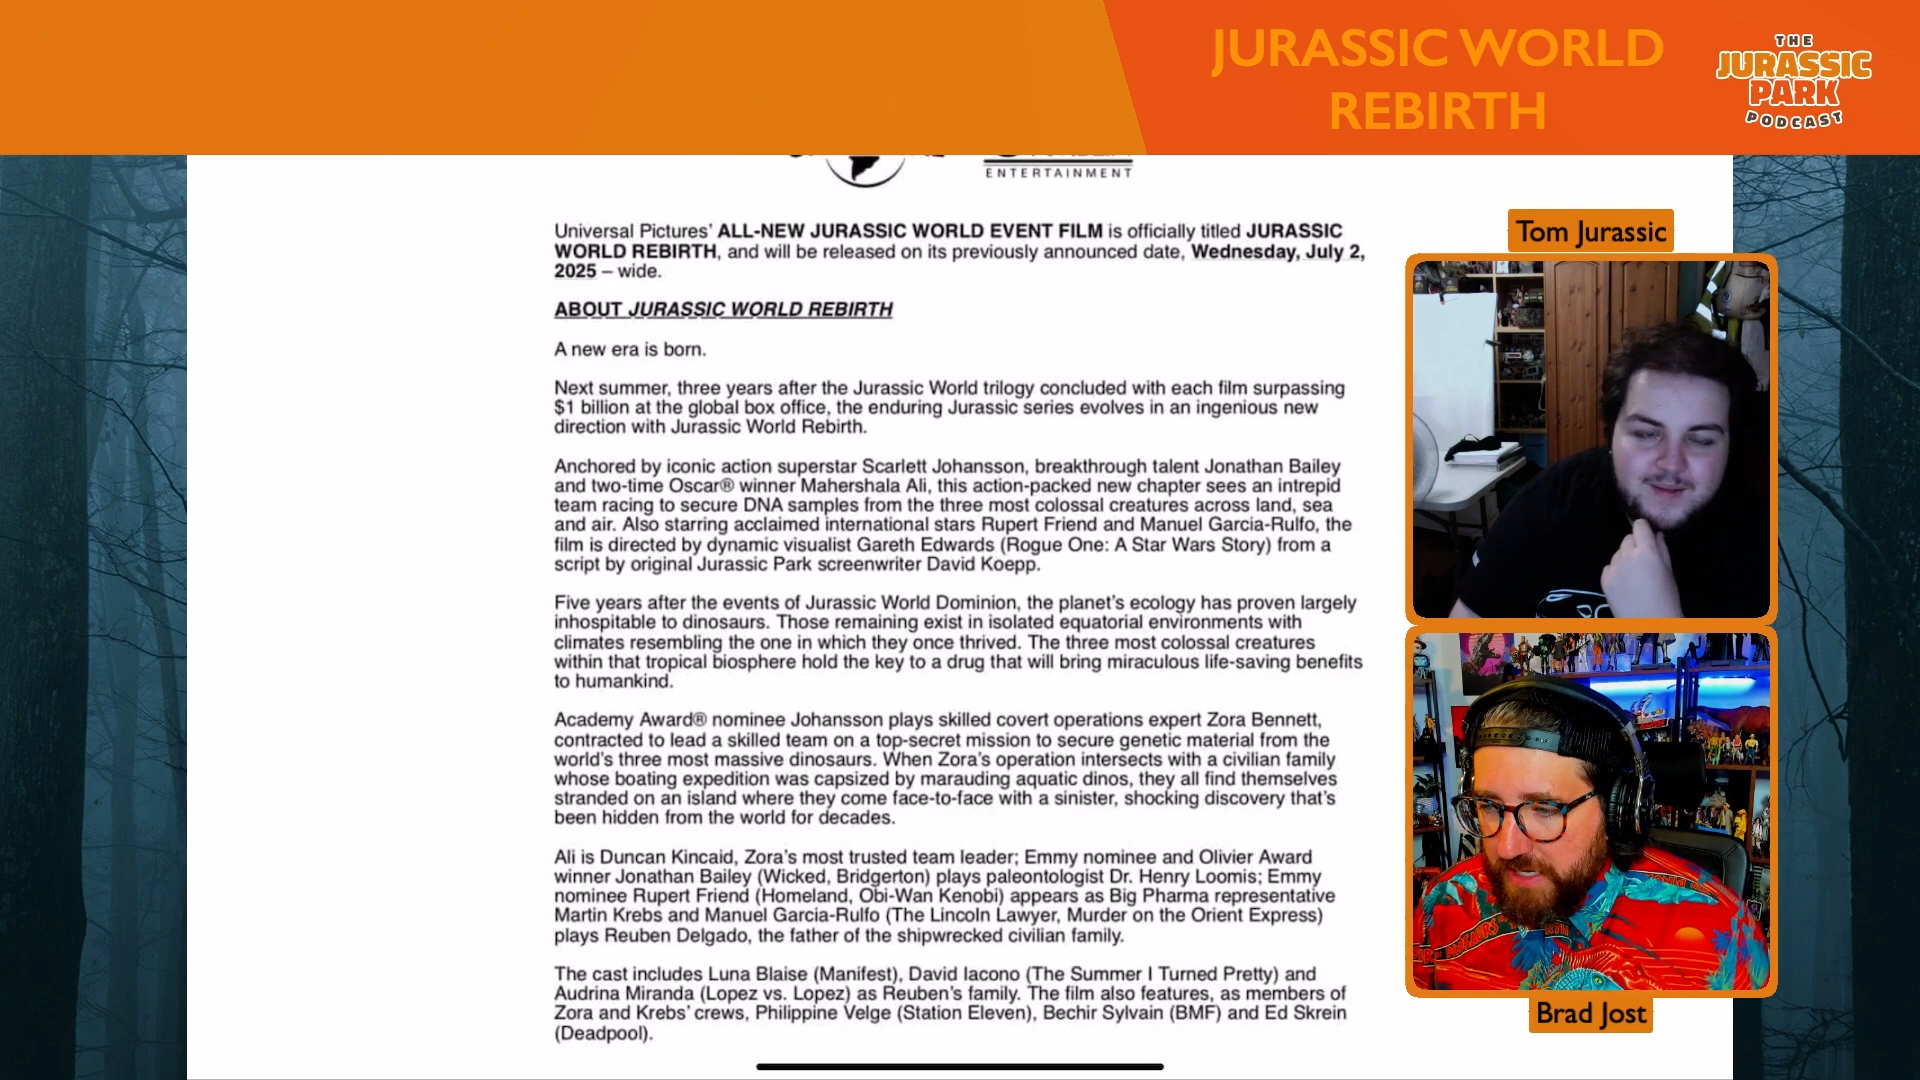 JURASSIC WORLD
REBIRTH
THE
JURASSIC
PARK
PODCAST
ENTERTAINMENT
Universal Pictures’ ALL-NEW JURASSIC WORLD EVENT FILM is officially titled JURASSIC
WORLD REBIRTH, and will be released on its previously announced date, Wednesday, July 2,
2025 – wide.
ABOUT JURASSIC WORLD REBIRTH
A new era is born.
Next summer, three years after the Jurassic World trilogy concluded with each film surpassing
$1 billion at the global box office, the enduring Jurassic series evolves in an ingenious new
direction with Jurassic World Rebirth.
Anchored by iconic action superstar Scarlett Johansson, breakthrough talent Jonathan Bailey
and two-time Oscar® winner Mahershala Ali, this action-packed new chapter sees an intrepid
team racing to secure DNA samples from the three most colossal creatures across land, sea
and air. Also starring acclaimed international stars Rupert Friend and Manuel Garcia-Rulfo, the
film is directed by dynamic visualist Gareth Edwards (Rogue One: A Star Wars Story) from a
script by original Jurassic Park screenwriter David Koepp.
Five years after the events of Jurassic World Dominion, the planet’s ecology has proven largely
inhospitable to dinosaurs. Those remaining exist in isolated equatorial environments with
climates resembling the one in which they once thrived. The three most colossal creatures
within that tropical biosphere hold the key to a drug that will bring miraculous life-saving benefits
to humankind.
Academy Award® nominee Johansson plays skilled covert operations expert Zora Bennett,
contracted to lead a skilled team on a top-secret mission to secure genetic material from the
world’s three most massive dinosaurs. When Zora’s operation intersects with a civilian family
whose boating expedition was capsized by marauding aquatic dinos, they all find themselves
stranded on an island where they come face-to-face with a sinister, shocking discovery that’s
been hidden from the world for decades.
Ali is Duncan Kincaid, Zora’s most trusted team leader; Emmy nominee and Olivier Award
winner Jonathan Bailey (Wicked, Bridgerton) plays paleontologist Dr. Henry Loomis; Emmy
nominee Rupert Friend (Homeland, Obi-Wan Kenobi) appears as Big Pharma representative
Martin Krebs and Manuel Garcia-Rulfo (The Lincoln Lawyer, Murder on the Orient Express)
plays Reuben Delgado, the father of the shipwrecked civilian family.
The cast includes Luna Blaise (Manifest), David Iacono (The Summer I Turned Pretty) and
Audrina Miranda (Lopez vs. Lopez) as Reuben’s family. The film also features, as members of
Zora and Krebs’ crews, Philippine Velge (Station Eleven), Bechir Sylvain (BMF) and Ed Skrein
(Deadpool).
Tom Jurassic
Brad Jost